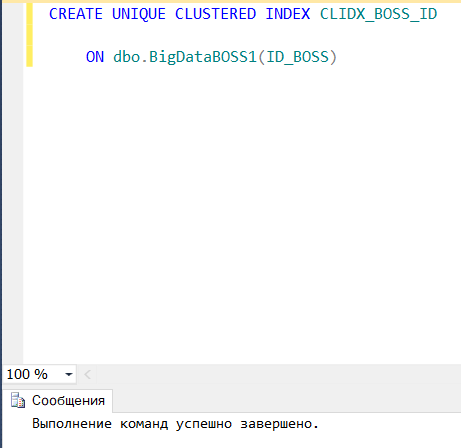 CREATE UNIQUE CLUSTERED INDEX CLIDX_BOSS_ID
ON dbo.BigDataBOSS1(ID_BOSS)
100 %
Сообщения
Выполнение команд успешно завершено.